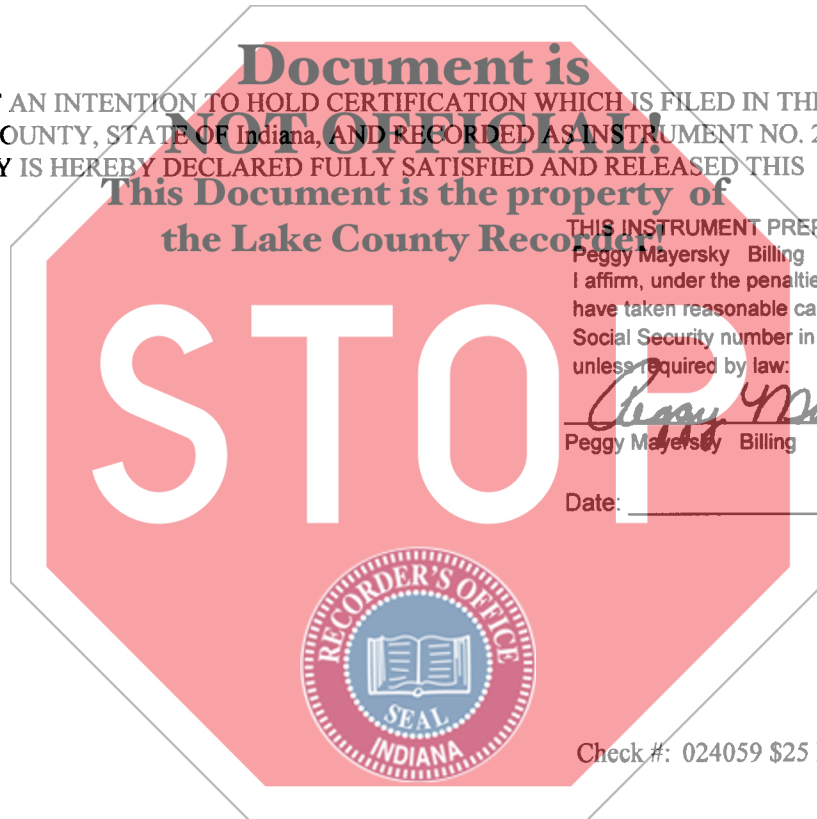 Document is
AN INTENTION TO HOLD CERTIFICATION WHICH IS FILED IN
NOT OFFICIAL!
OUNTY, STATE OF Indiana, AND RECORDED AS INSTRUMENT NO. 2
Y IS HEREBY DECLARED FULLY SATISFIED AND RELEASED THIS
This Document is the property of
the Lake County Recorder!
THIS INSTRUMENT PREP
Peggy Mayersky Billing
I affirm, under the penaltie
have taken reasonable ca
Social Security number in
unless required by law:
STOP
Peggy
Peggy Mayersky Billing
Date:
RECORDER'S OFFICE
SEAL
INDIANA
Check #: 024059 $25